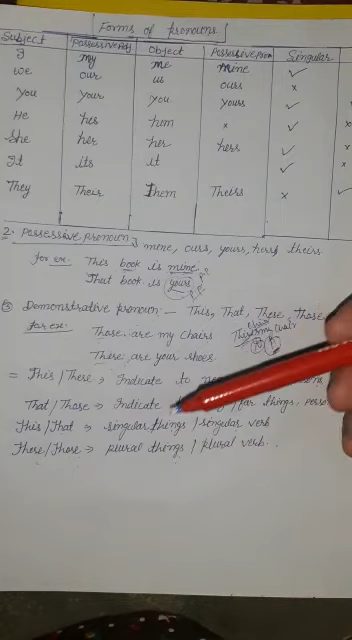 Forms of pronouns
Subject Possessive Adj Object Possessive Pron Singular
I my me mine ✓
We our us ours ×
You your you yours ✓
He his him × ✓ ×
She her her hers ✓ ×
It its it ✓ ×
They Their Them Theirs × ✓
2. Possessive pronoun; mine, ours, yours, hers, theirs
for ex. This book is mine.
That book is yours. P.P.
③ Demonstrative pronoun - This, That, These, Those
for ex. Those are my chairs
These are your shoes.
= This/These → Indicate to
That/Those → Indicate / far things,
This/That → singular things / singular verb
These/Those → plural things / plural verb.